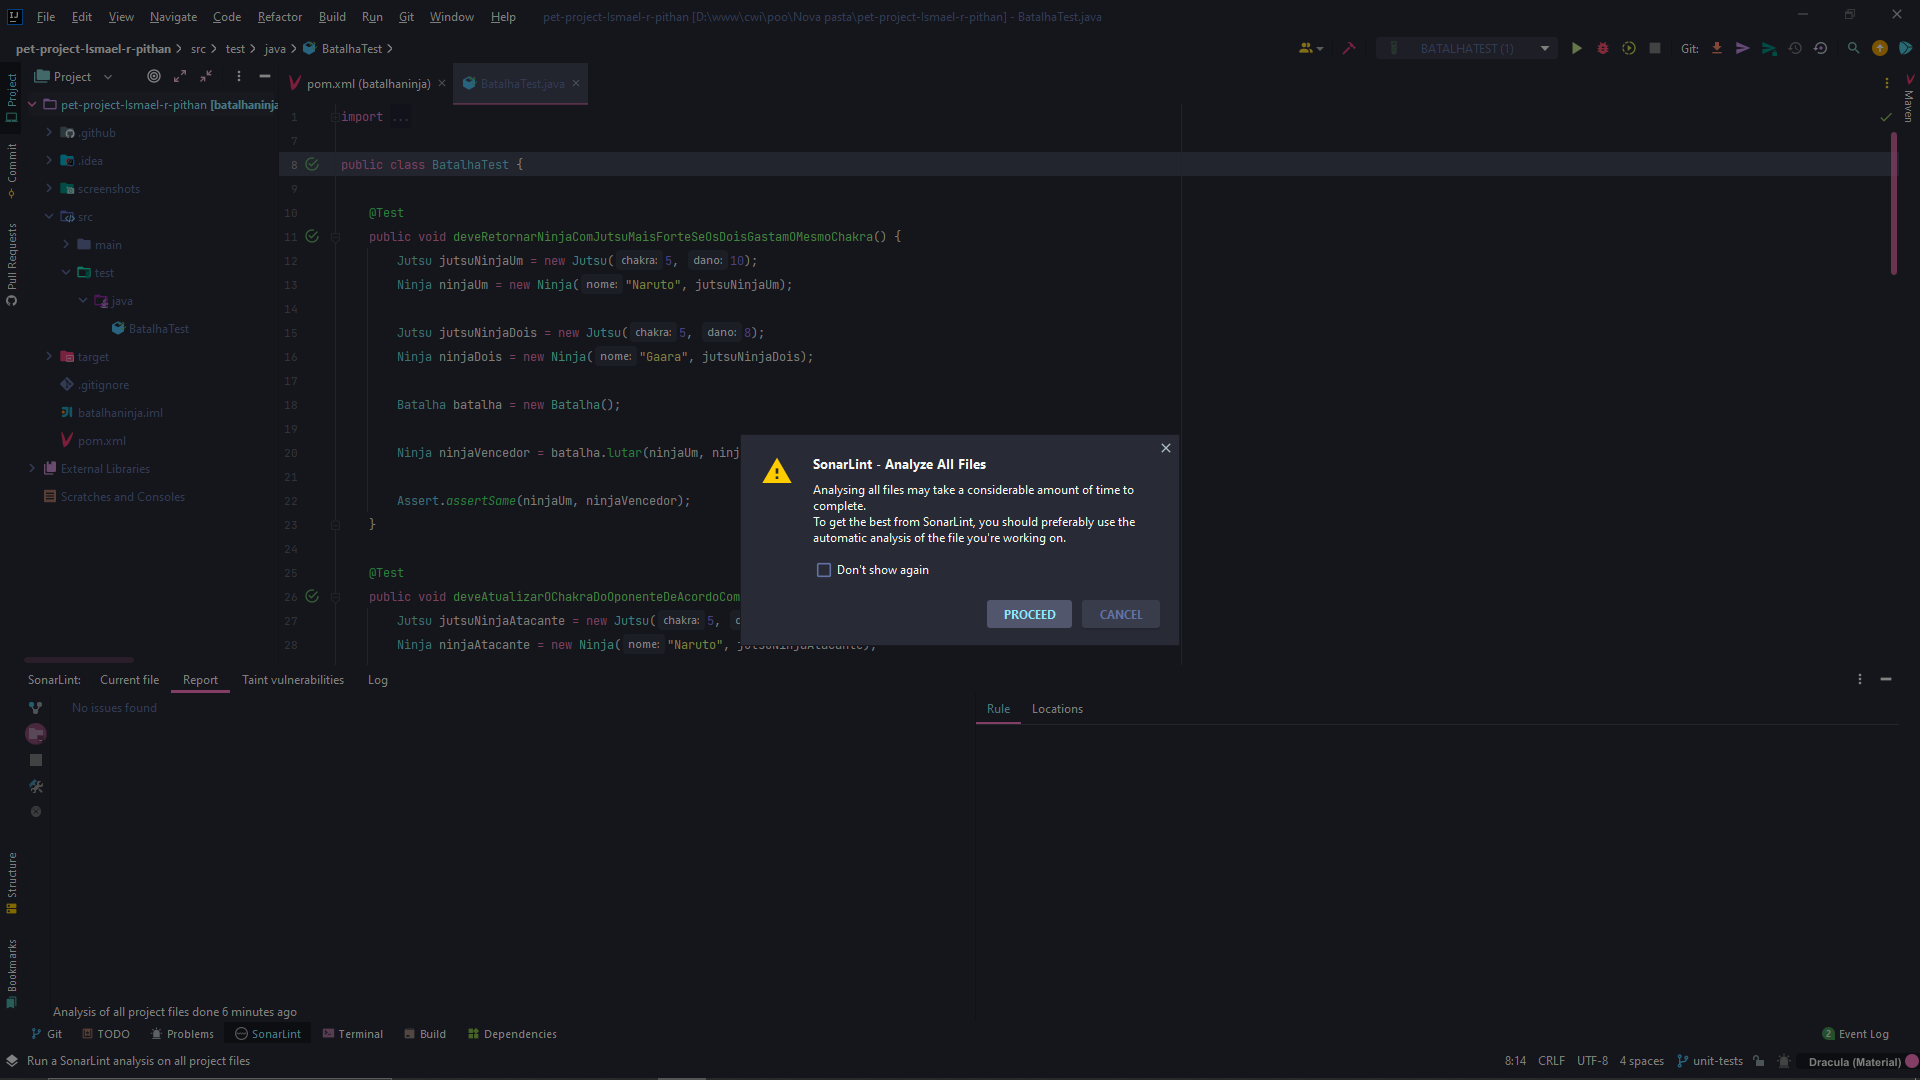 File Edit View Navigate Code Refactor Build Run Git Window Help pet-project-Ismael-r-pithan [D:\www\cwi\poo\Nova pasta\pet-project-Ismael-r-pithan] - BatalhaTest.java
pet-project-Ismael-r-pithan src test java BatalhaTest
BATALHATEST (1)
Git:
Project
Commit
Pull Requests
Structure
Bookmarks
Maven
Project
pet-project-Ismael-r-pithan [batalhaninja
.github
.idea
screenshots
src
main
test
java
BatalhaTest
target
.gitignore
batalhaninja.iml
pom.xml
External Libraries
Scratches and Consoles
pom.xml (batalhaninja) BatalhaTest.java
1 import ...
7
8 public class BatalhaTest {
9
10 @Test
11 public void deveRetornarNinjaComJutsuMaisForteSeOsDoisGastamOMesmoChakra() {
12 Jutsu jutsuNinjaUm = new Jutsu( chakra: 5, dano: 10);
13 Ninja ninjaUm = new Ninja( nome: "Naruto", jutsuNinjaUm);
14
15 Jutsu jutsuNinjaDois = new Jutsu( chakra: 5, dano: 8);
16 Ninja ninjaDois = new Ninja( nome: "Gaara", jutsuNinjaDois);
17
18 Batalha batalha = new Batalha();
19
20 Ninja ninjaVencedor = batalha.lutar(ninjaUm, ninj
21
22 Assert.assertSame(ninjaUm, ninjaVencedor);
23 }
24
25 @Test
26 public void deveAtualizarOChakraDoOponenteDeAcordoCom
27 Jutsu jutsuNinjaAtacante = new Jutsu( chakra: 5,
28 Ninja ninjaAtacante = new Ninja( nome: "Naruto", jutsuNinjaAtacante);
SonarLint - Analyze All Files
Analysing all files may take a considerable amount of time to
complete.
To get the best from SonarLint, you should preferably use the
automatic analysis of the file you're working on.
Don't show again
PROCEED CANCEL
SonarLint: Current file Report Taint vulnerabilities Log
No issues found
Rule Locations
Analysis of all project files done 6 minutes ago
Git TODO Problems SonarLint Terminal Build Dependencies 2 Event Log
Run a SonarLint analysis on all project files 8:14 CRLF UTF-8 4 spaces unit-tests Dracula (Material)